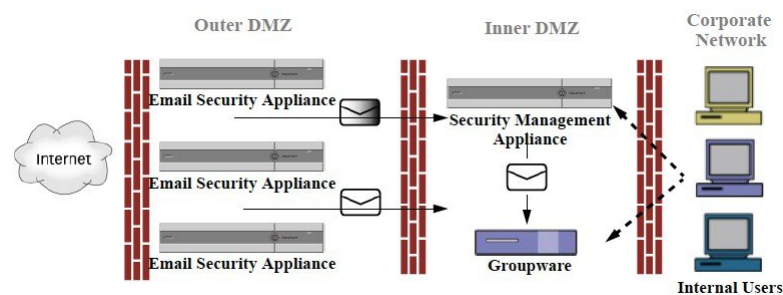 Outer DMZ
Inner DMZ
Corporate
Network
Email Security Appliance
Security Management
Appliance
Internet
Email Security Appliance
Email Security Appliance
Groupware
Internal Users